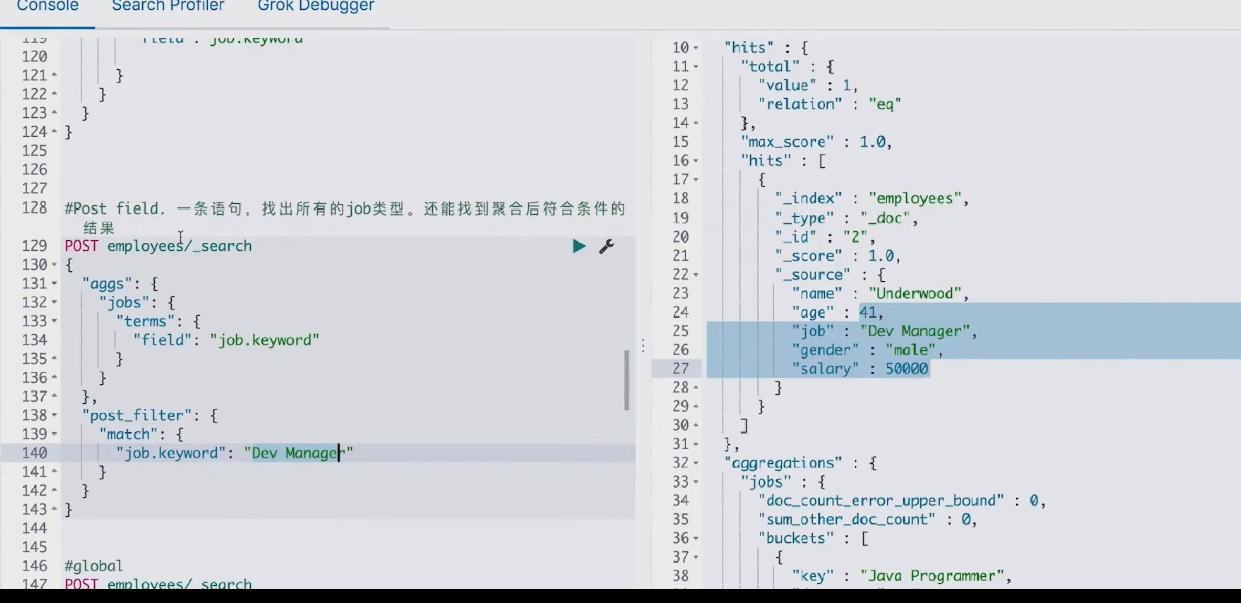 Console Search Profiler Grok Debugger
119 "field": "job.keyword"
120
121 }
122 }
123 }
124 }
125
126
127
128 #Post field. 一条语句，找出所有的job类型。还能找到聚合后符合条件的
结果
129 POST employees/_search
130 {
131 "aggs": {
132 "jobs": {
133 "terms": {
134 "field": "job.keyword"
135 }
136 }
137 },
138 "post_filter": {
139 "match": {
140 "job.keyword": "Dev Manager"
141 }
142 }
143 }
144
145
146 #global
147 POST employees/_search
10 "hits" : {
11 "total" : {
12 "value" : 1,
13 "relation" : "eq"
14 },
15 "max_score" : 1.0,
16 "hits" : [
17 {
18 "_index" : "employees",
19 "_type" : "_doc",
20 "_id" : "2",
21 "_score" : 1.0,
22 "_source" : {
23 "name" : "Underwood",
24 "age" : 41,
25 "job" : "Dev Manager",
26 "gender" : "male",
27 "salary" : 50000
28 }
29 }
30 ]
31 },
32 "aggregations" : {
33 "jobs" : {
34 "doc_count_error_upper_bound" : 0,
35 "sum_other_doc_count" : 0,
36 "buckets" : [
37 {
38 "key" : "Java Programmer",